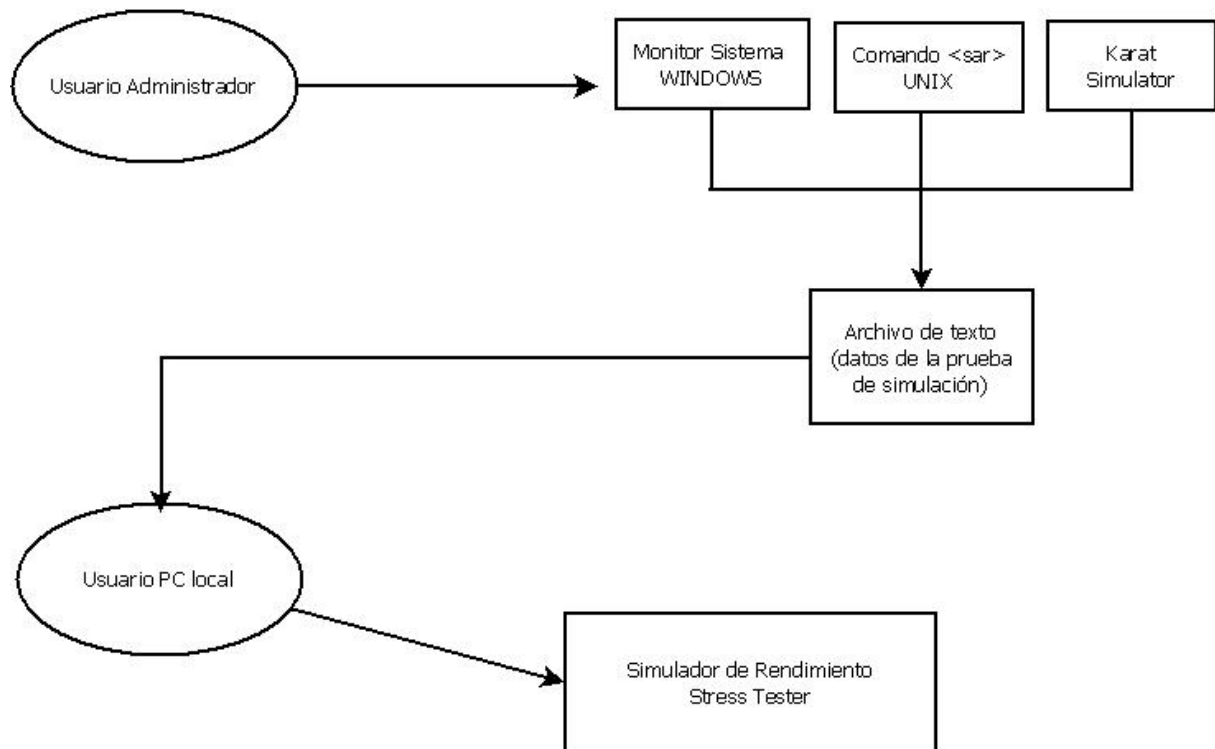 Usuario Administrador
Monitor Sistema
WINDOWS
Comando <sar>
UNIX
Karat
Simulator
Archivo de texto
(datos de la prueba
de simulación)
Usuario PC local
Simulador de Rendimiento
Stress Tester